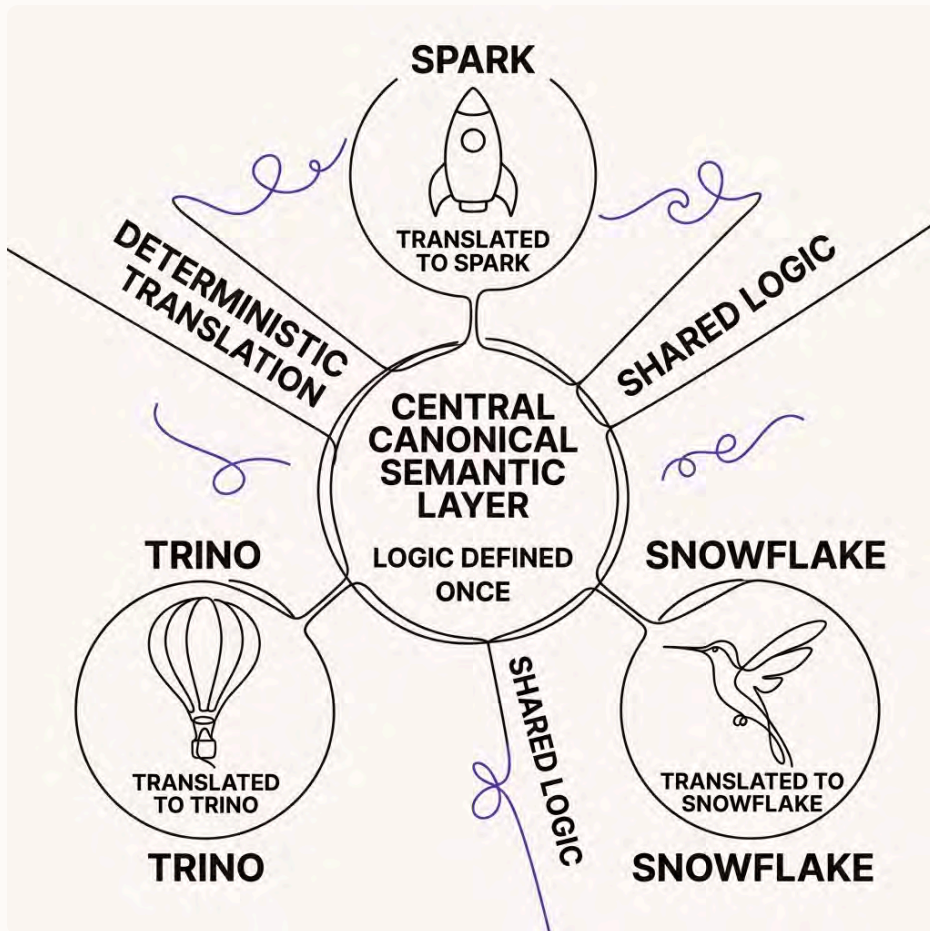 SPARK
TRANSLATED
TO SPARK
DETERMINISTIC
TRANSLATION
SHARED LOGIC
CENTRAL
CANONICAL
SEMANTIC
LAYER
LOGIC DEFINED
ONCE
TRINO
TRANSLATED
TO TRINO
TRINO
SHARED LOGIC
SNOWFLAKE
TRANSLATED TO
SNOWFLAKE
SNOWFLAKE